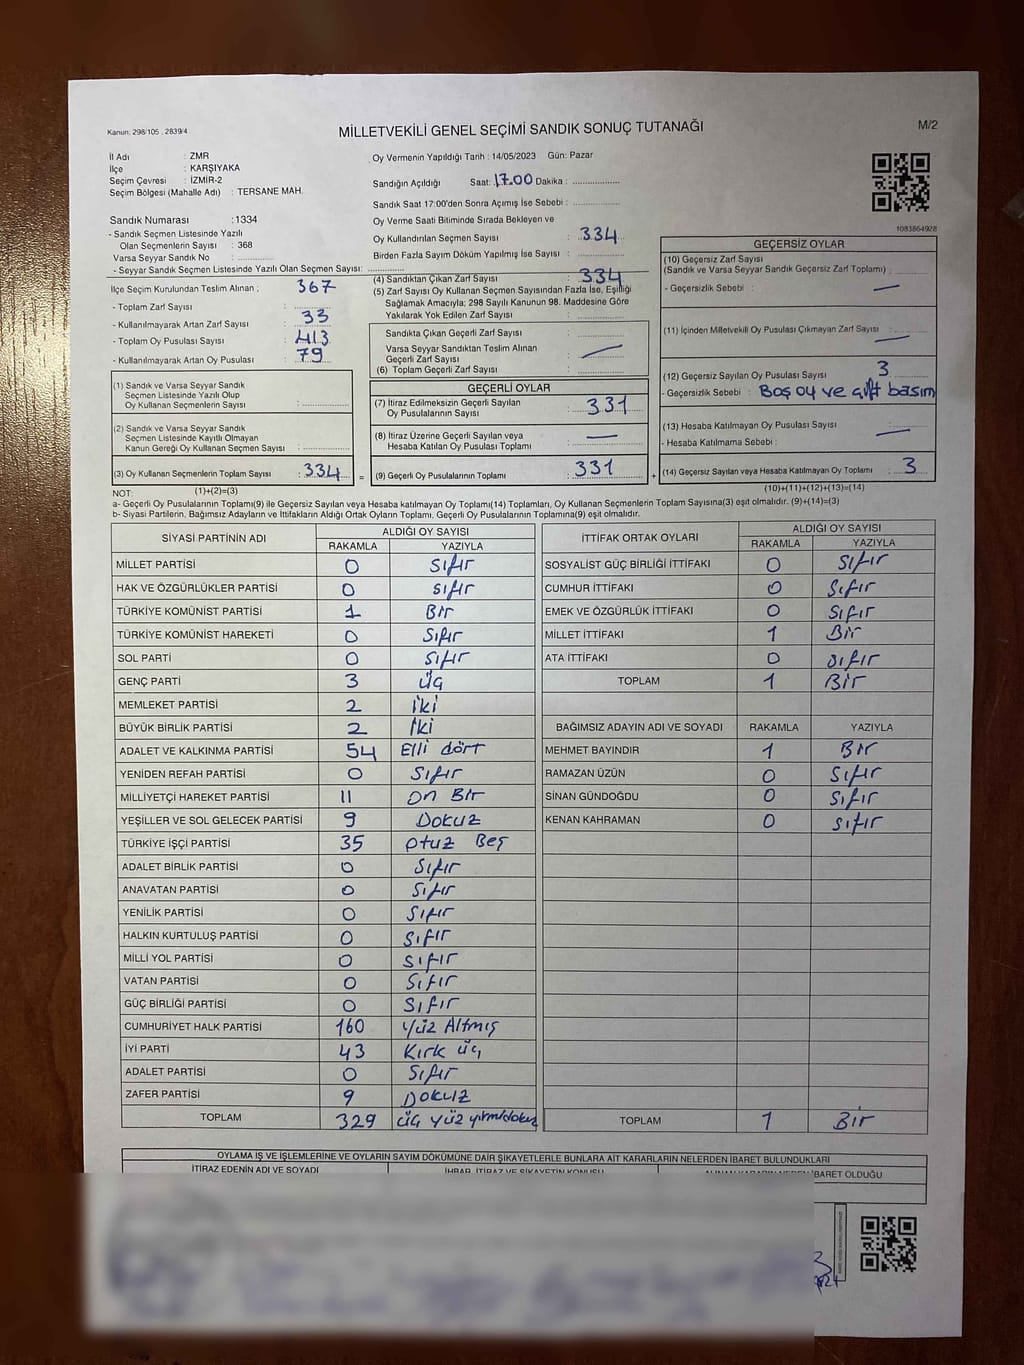 Kanun: 298/105 . 2839/4
MİLLETVEKİLİ GENEL SEÇİMİ SANDIK SONUÇ TUTANAĞI
M/2
İl Adı : ZMR
İlçe : KARŞIYAKA
Seçim Çevresi : İZMİR-2
Seçim Bölgesi (Mahalle Adı) : TERSANE MAH.
Sandık Numarası : 1334
- Sandık Seçmen Listesinde Yazılı
Olan Seçmenlerin Sayısı : 368
Varsa Seyyar Sandık No :
- Seyyar Sandık Seçmen Listesinde Yazılı Olan Seçmen Sayısı:
İlçe Seçim Kurulundan Teslim Alınan ; 367
- Toplam Zarf Sayısı
- Kullanılmayarak Artan Zarf Sayısı : 33
- Toplam Oy Pusulası Sayısı : 413
- Kullanılmayarak Artan Oy Pusulası : 79
Oy Vermenin Yapıldığı Tarih : 14/05/2023 Gün: Pazar
Sandığın Açıldığı Saat: 17.00 Dakika :
Sandık Saat 17:00'den Sonra Açımış İse Sebebi :
Oy Verme Saati Bitiminde Sırada Bekleyen ve
Oy Kullandırılan Seçmen Sayısı : 334
Birden Fazla Sayım Döküm Yapılmış İse Sayısı :
(4) Sandıktan Çıkan Zarf Sayısı : 334
(5) Zarf Sayısı Oy Kullanan Seçmen Sayısından Fazla İse, Eşitliği
Sağlamak Amacıyla; 298 Sayılı Kanunun 98. Maddesine Göre
Yakılarak Yok Edilen Zarf Sayısı :
Sandıkta Çıkan Geçerli Zarf Sayısı :
Varsa Seyyar Sandıktan Teslim Alınan
Geçerli Zarf Sayısı : —
(6) Toplam Geçerli Zarf Sayısı :
1083864928
GEÇERSİZ OYLAR
(10) Geçersiz Zarf Sayısı
(Sandık ve Varsa Seyyar Sandık Geçersiz Zarf Toplamı) :
- Geçersizlik Sebebi : —
(11) İçinden Milletvekili Oy Pusulası Çıkmayan Zarf Sayısı : —
(12) Geçersiz Sayılan Oy Pusulası Sayısı : 3
- Geçersizlik Sebebi : Boş oy ve çift basım
(13) Hesaba Katılmayan Oy Pusulası Sayısı : —
- Hesaba Katılmama Sebebi :
(14) Geçersiz Sayılan veya Hesaba Katılmayan Oy Toplamı : 3
(10)+(11)+(12)+(13)=(14)
(1) Sandık ve Varsa Seyyar Sandık
Seçmen Listesinde Yazılı Olup
Oy Kullanan Seçmenlerin Sayısı :
(2) Sandık ve Varsa Seyyar Sandık
Seçmen Listesinde Kayıtlı Olmayan
Kanun Gereği Oy Kullanan Seçmen Sayısı :
(3) Oy Kullanan Seçmenlerin Toplam Sayısı : 334
(1)+(2)=(3)
=
GEÇERLİ OYLAR
(7) İtiraz Edilmeksizin Geçerli Sayılan
Oy Pusulalarının Sayısı : 331
(8) İtiraz Üzerine Geçerli Sayılan veya
Hesaba Katılan Oy Pusulası Toplamı : —
(9) Geçerli Oy Pusulalarının Toplamı : 331
+
NOT:
a- Geçerli Oy Pusulalarının Toplamı(9) ile Geçersiz Sayılan veya Hesaba katılmayan Oy Toplamı(14) Toplamları, Oy Kullanan Seçmenlerin Toplam Sayısına(3) eşit olmalıdır. (9)+(14)=(3)
b- Siyasi Partilerin, Bağımsız Adayların ve İttifakların Aldığı Ortak Oyların Toplamı, Geçerli Oy Pusulalarının Toplamına(9) eşit olmalıdır.
SİYASİ PARTİNİN ADI ALDIĞI OY SAYISI
RAKAMLA YAZIYLA
MİLLET PARTİSİ 0 Sıfır
HAK VE ÖZGÜRLÜKLER PARTİSİ 0 Sıfır
TÜRKİYE KOMÜNİST PARTİSİ 1 Bir
TÜRKİYE KOMÜNİST HAREKETİ 0 Sıfır
SOL PARTİ 0 Sıfır
GENÇ PARTİ 3 Üç
MEMLEKET PARTİSİ 2 İki
BÜYÜK BİRLİK PARTİSİ 2 İki
ADALET VE KALKINMA PARTİSİ 54 Elli dört
YENİDEN REFAH PARTİSİ 0 Sıfır
MİLLİYETÇİ HAREKET PARTİSİ 11 On Bir
YEŞİLLER VE SOL GELECEK PARTİSİ 9 Dokuz
TÜRKİYE İŞÇİ PARTİSİ 35 Otuz Beş
ADALET BİRLİK PARTİSİ 0 Sıfır
ANAVATAN PARTİSİ 0 Sıfır
YENİLİK PARTİSİ 0 Sıfır
HALKIN KURTULUŞ PARTİSİ 0 Sıfır
MİLLİ YOL PARTİSİ 0 Sıfır
VATAN PARTİSİ 0 Sıfır
GÜÇ BİRLİĞİ PARTİSİ 0 Sıfır
CUMHURİYET HALK PARTİSİ 160 Yüz Altmış
İYİ PARTİ 43 Kırk üç
ADALET PARTİSİ 0 Sıfır
ZAFER PARTİSİ 9 Dokuz
TOPLAM 329 Üç yüz yirmidokuz
İTTİFAK ORTAK OYLARI ALDIĞI OY SAYISI
RAKAMLA YAZIYLA
SOSYALIST GÜÇ BİRLİĞİ İTTİFAKI 0 Sıfır
CUMHUR İTTİFAKI 0 Sıfır
EMEK VE ÖZGÜRLÜK İTTİFAKI 0 Sıfır
MİLLET İTTİFAKI 1 Bir
ATA İTTİFAKI 0 Sıfır
TOPLAM 1 Bir
BAĞIMSIZ ADAYIN ADI VE SOYADI RAKAMLA YAZIYLA
MEHMET BAYINDIR 1 Bir
RAMAZAN ÜZÜN 0 Sıfır
SİNAN GÜNDOĞDU 0 Sıfır
KENAN KAHRAMAN 0 Sıfır
TOPLAM 1 Bir
OYLAMA İŞ VE İŞLEMLERİNE VE OYLARIN SAYIM DÖKÜMÜNE DAİR ŞİKAYETLERLE BUNLARA AİT KARARLARIN NELERDEN İBARET BULUNDUKLARI
İTİRAZ EDENİN ADI VE SOYADI İHBAR, İTİRAZ VE ŞİKAYETİN KONUSU ALINAN KARARIN NEDEN İBARET OLDUĞU